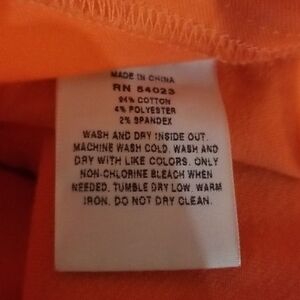 MADE IN CHINA
RN 54023
94% COTTON
4% POLYESTER
2% SPANDEX
WASH AND DRY INSIDE OUT.
MACHINE WASH COLD. WASH AND
DRY WITH LIKE COLORS. ONLY
NON-CHLORINE BLEACH WHEN
NEEDED. TUMBLE DRY LOW. WARM
IRON. DO NOT DRY CLEAN.